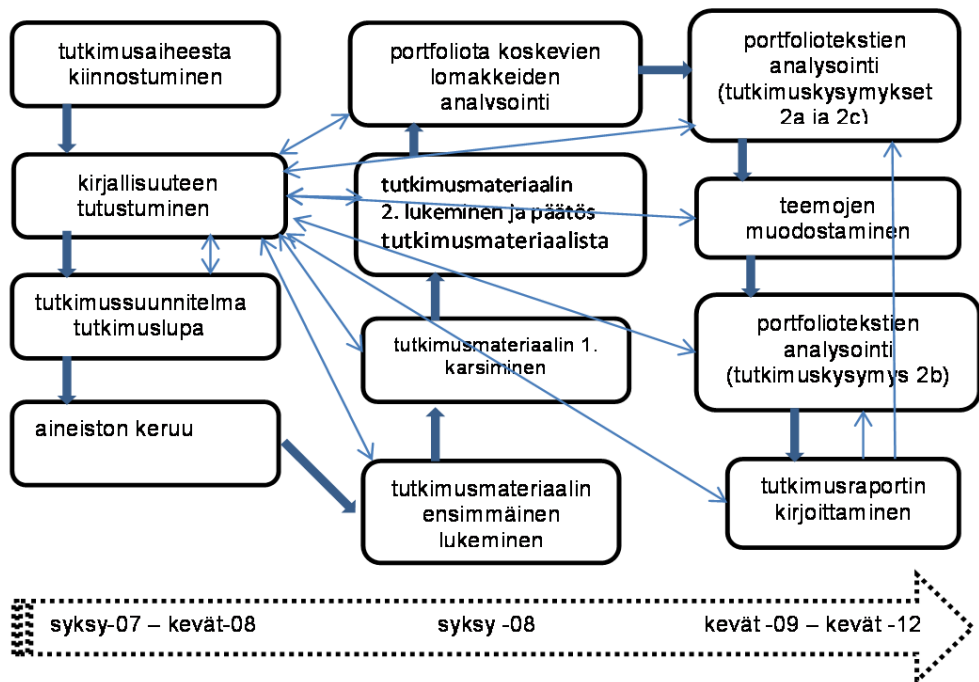 tutkimusaiheesta
kiinnostuminen
kirjallisuuteen
tutustuminen
tutkimussuunnitelma
tutkimuslupa
aineiston keruu
portfoliota koskevien
lomakkeiden
analysointi
tutkimusmateriaalin
2. lukeminen ja päätös
tutkimusmateriaalista
tutkimusmateriaalin 1.
karsiminen
tutkimusmateriaalin
ensimmäinen
lukeminen
portfoliotekstien
analysointi
(tutkimuskysymykset
2a ja 2c)
teemojen
muodostaminen
portfoliotekstien
analysointi
(tutkimuskysymys 2b)
tutkimusraportin
kirjoittaminen
syksy-07 – kevät-08
syksy -08
kevät -09 – kevät -12